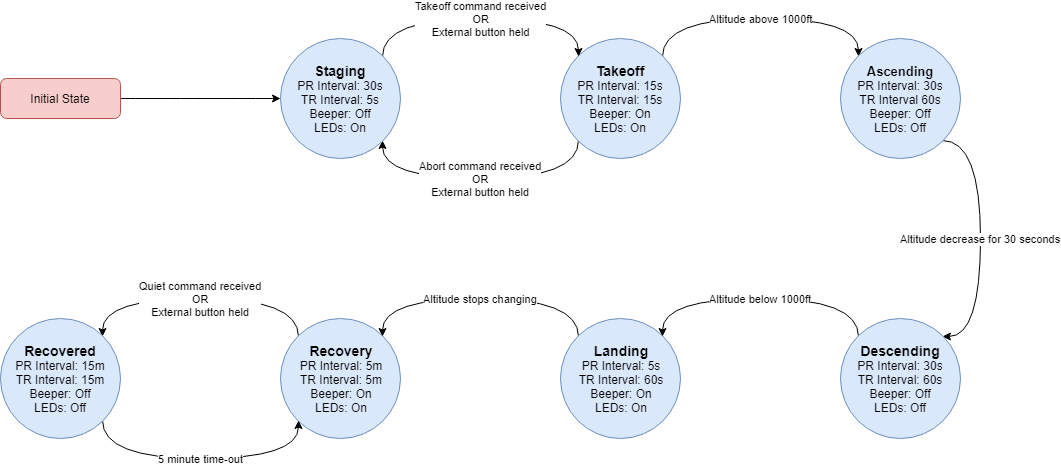 Takeoff command received
OR
External button held
Altitude above 1000ft
Initial State
Staging
PR Interval: 30s
TR Interval: 5s
Beeper: Off
LEDs: On
Takeoff
PR Interval: 15s
TR Interval: 15s
Beeper: On
LEDs: On
Ascending
PR Interval: 30s
TR Interval 60s
Beeper: Off
LEDs: Off
Abort command received
OR
External button held
Altitude decrease for 30 seconds
Quiet command received
OR
External button held
Altitude stops changing
Altitude below 1000ft
Recovered
PR Interval: 15m
TR Interval: 15m
Beeper: Off
LEDs: Off
Recovery
PR Interval: 5m
TR Interval: 5m
Beeper: On
LEDs: On
Landing
PR Interval: 5s
TR Interval: 60s
Beeper: On
LEDs: On
Descending
PR Interval: 30s
TR Interval: 60s
Beeper: Off
LEDs: Off
5 minute time-out